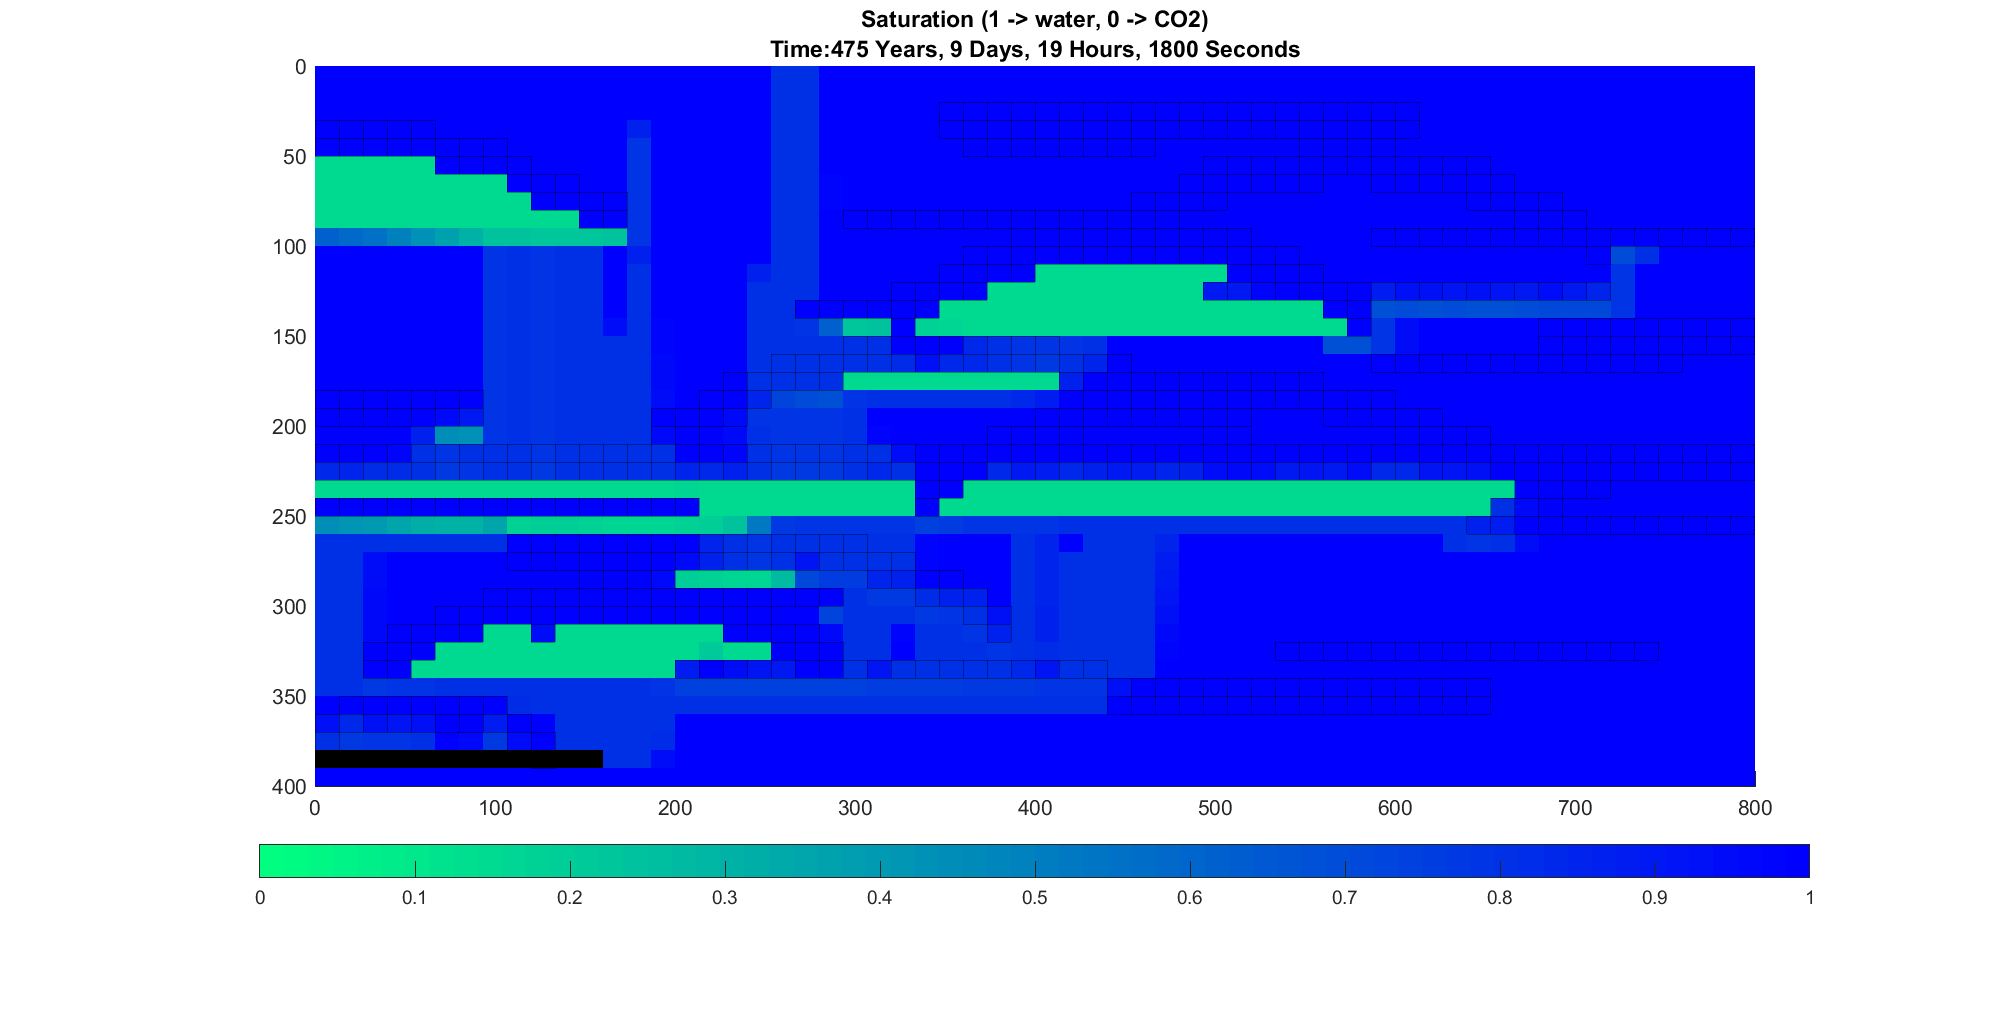 Saturation (1 -> water, 0 -> CO2)
Time:475 Years, 9 Days, 19 Hours, 1800 Seconds
0
50
100
150
200
250
300
350
400
0 100 200 300 400 500 600 700 800
0 0.1 0.2 0.3 0.4 0.5 0.6 0.7 0.8 0.9 1